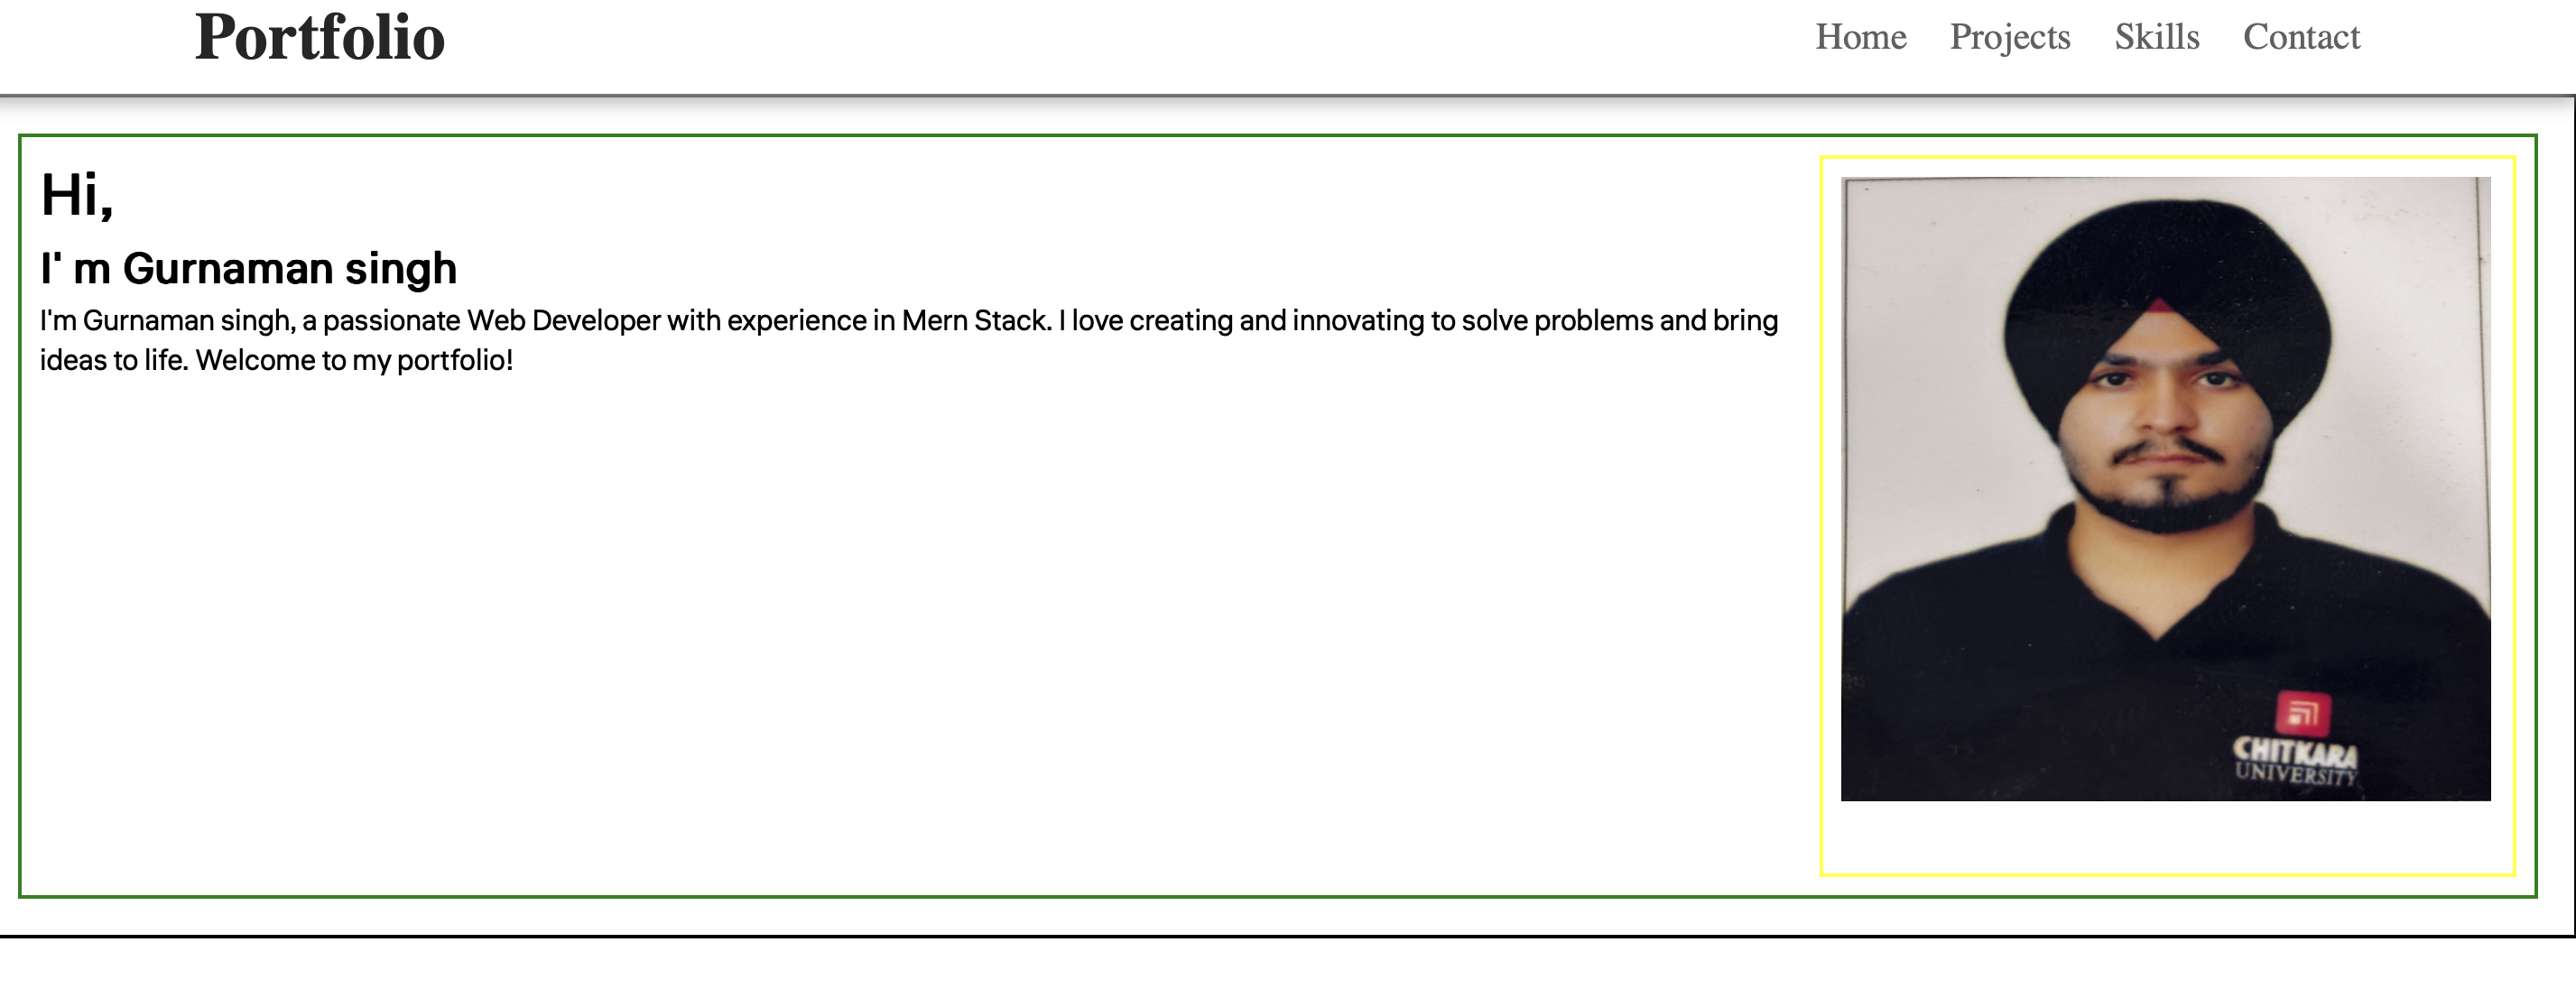 Portfolio
Home Projects Skills Contact
Hi,
I' m Gurnaman singh
I'm Gurnaman singh, a passionate Web Developer with experience in Mern Stack. I love creating and innovating to solve problems and bring
ideas to life. Welcome to my portfolio!
CHITKARA
UNIVERSITY